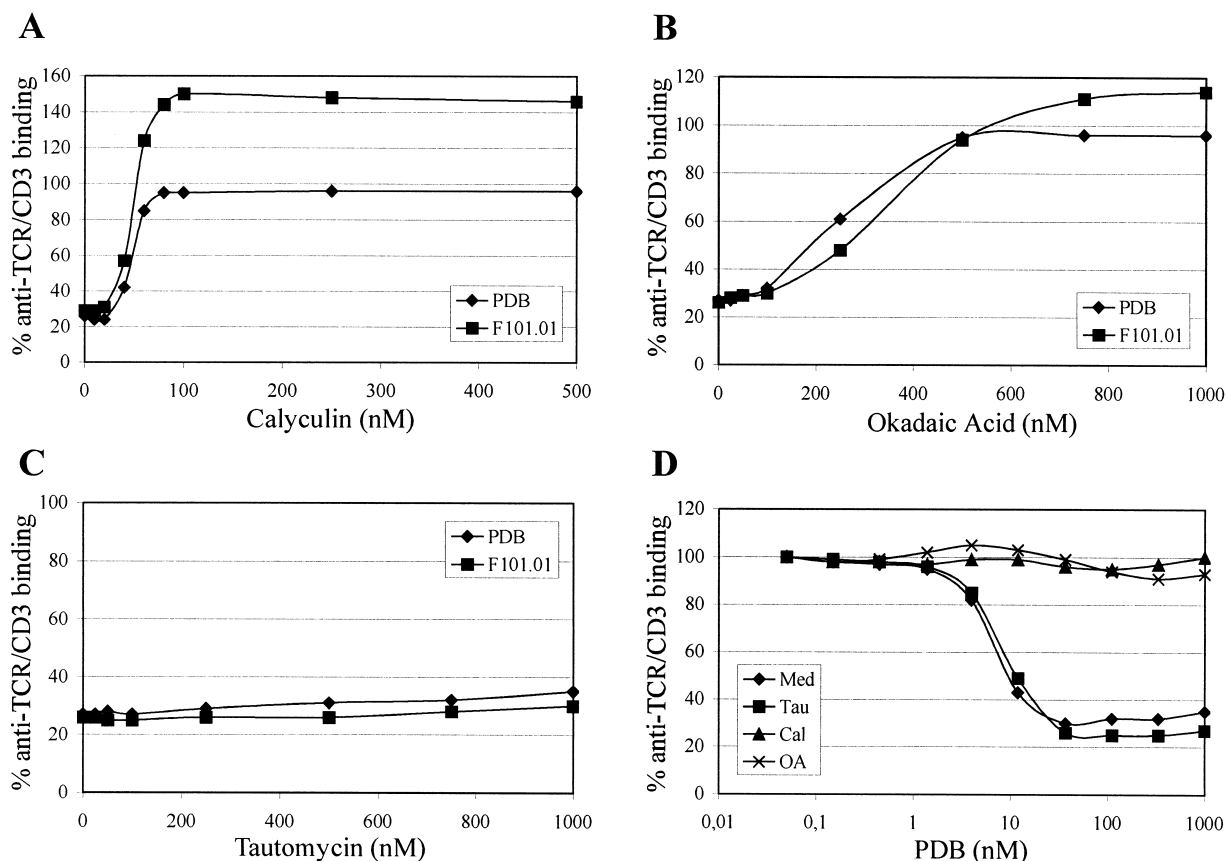 A
% anti-TCR/CD3 binding
160
140
120
100
80
60
40
20
0
0 100 200 300 400 500
Calyculin (nM)
PDB
F101.01
B
% anti-TCR/CD3 binding
120
100
80
60
40
20
0
0 200 400 600 800 1000
Okadaic Acid (nM)
PDB
F101.01
C
% anti-TCR/CD3 binding
100
80
60
40
20
0
0 200 400 600 800 1000
Tautomycin (nM)
PDB
F101.01
D
% anti-TCR/CD3 binding
120
100
80
60
40
20
0
0,01 0,1 1 10 100 1000
PDB (nM)
Med
Tau
Cal
OA